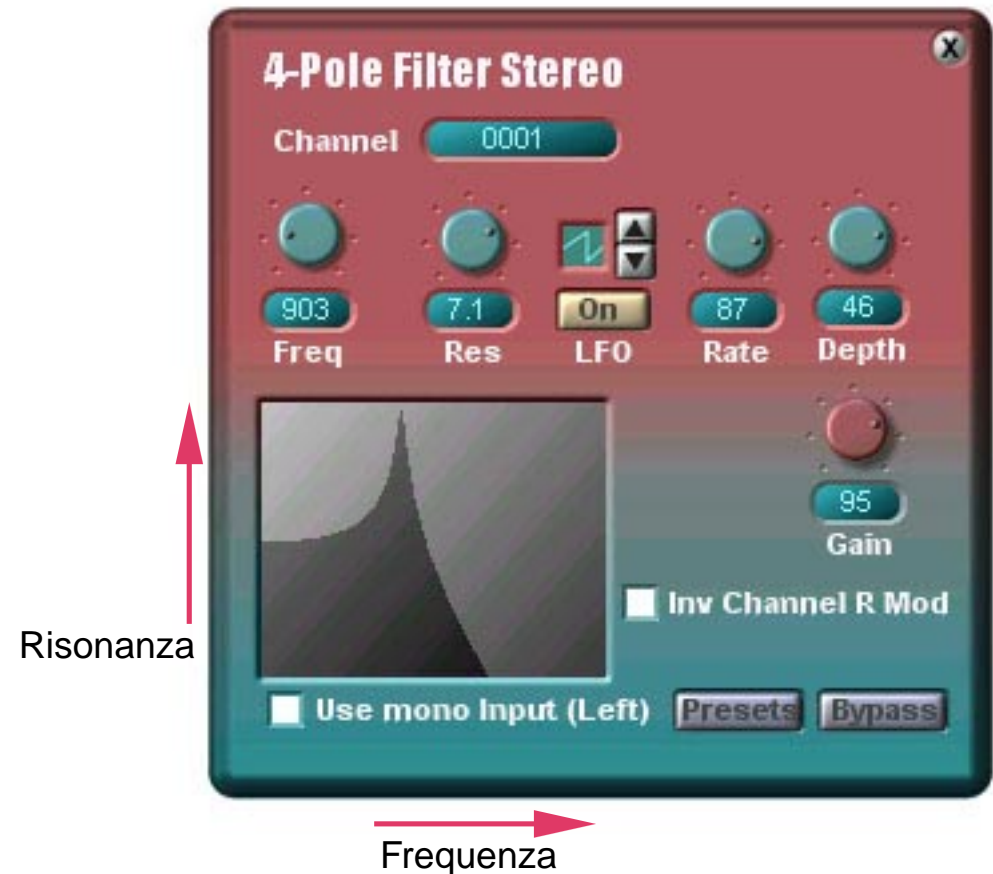 X
4-Pole Filter Stereo
Channel 0001
903 7.1 On 87 46
Freq Res LFO Rate Depth
95
Gain
Inv Channel R Mod
Risonanza
Use mono Input (Left) Presets Bypass
Frequenza